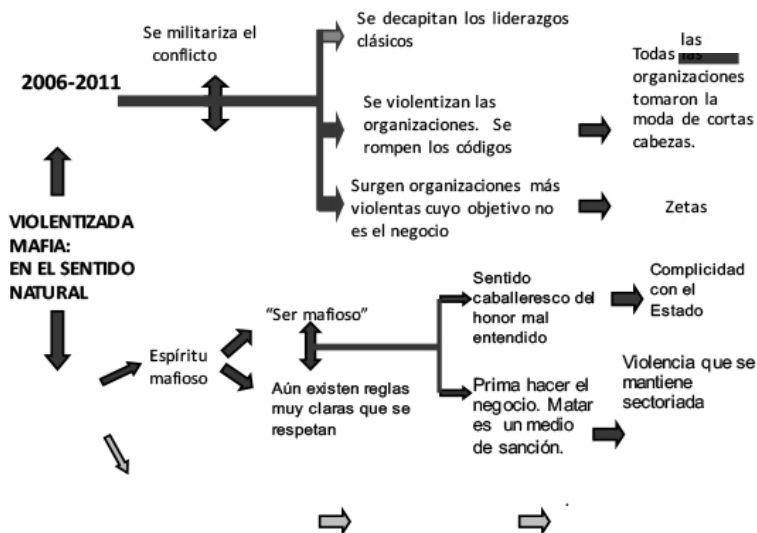 Se militariza el
conflicto
2006-2011
Se decapitan los liderazgos
clásicos
Se violentizan las
organizaciones. Se
rompen los códigos
las
Todas las
organizaciones
tomaron la
moda de cortas
cabezas.
Surgen organizaciones más
violentas cuyo objetivo no
es el negocio
Zetas
VIOLENTIZADA
MAFIA:
EN EL SENTIDO
NATURAL
Espíritu
mafioso
“Ser mafioso”
Aún existen reglas
muy claras que se
respetan
Sentido
caballeresco del
honor mal
entendido
Complicidad
con el
Estado
Prima hacer el
negocio. Matar
es un medio
de sanción.
Violencia que se
mantiene
sectoriada